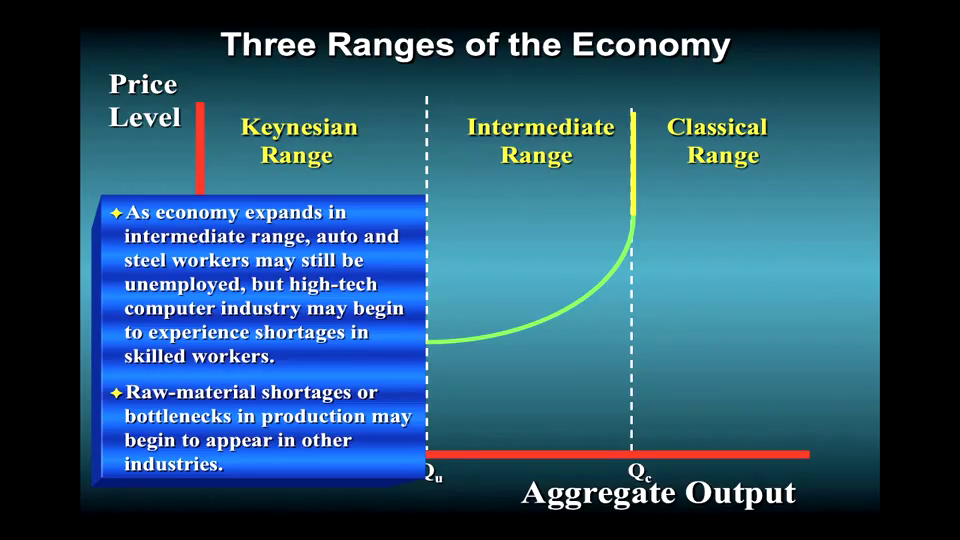 Three Ranges of the Economy
Price
Level
Keynesian
Range
Intermediate
Range
Classical
Range
✦As economy expands in
intermediate range, auto and
steel workers may still be
unemployed, but high-tech
computer industry may begin
to experience shortages in
skilled workers.
✦Raw-material shortages or
bottlenecks in production may
begin to appear in other
industries.
Qu
Qc
Aggregate Output